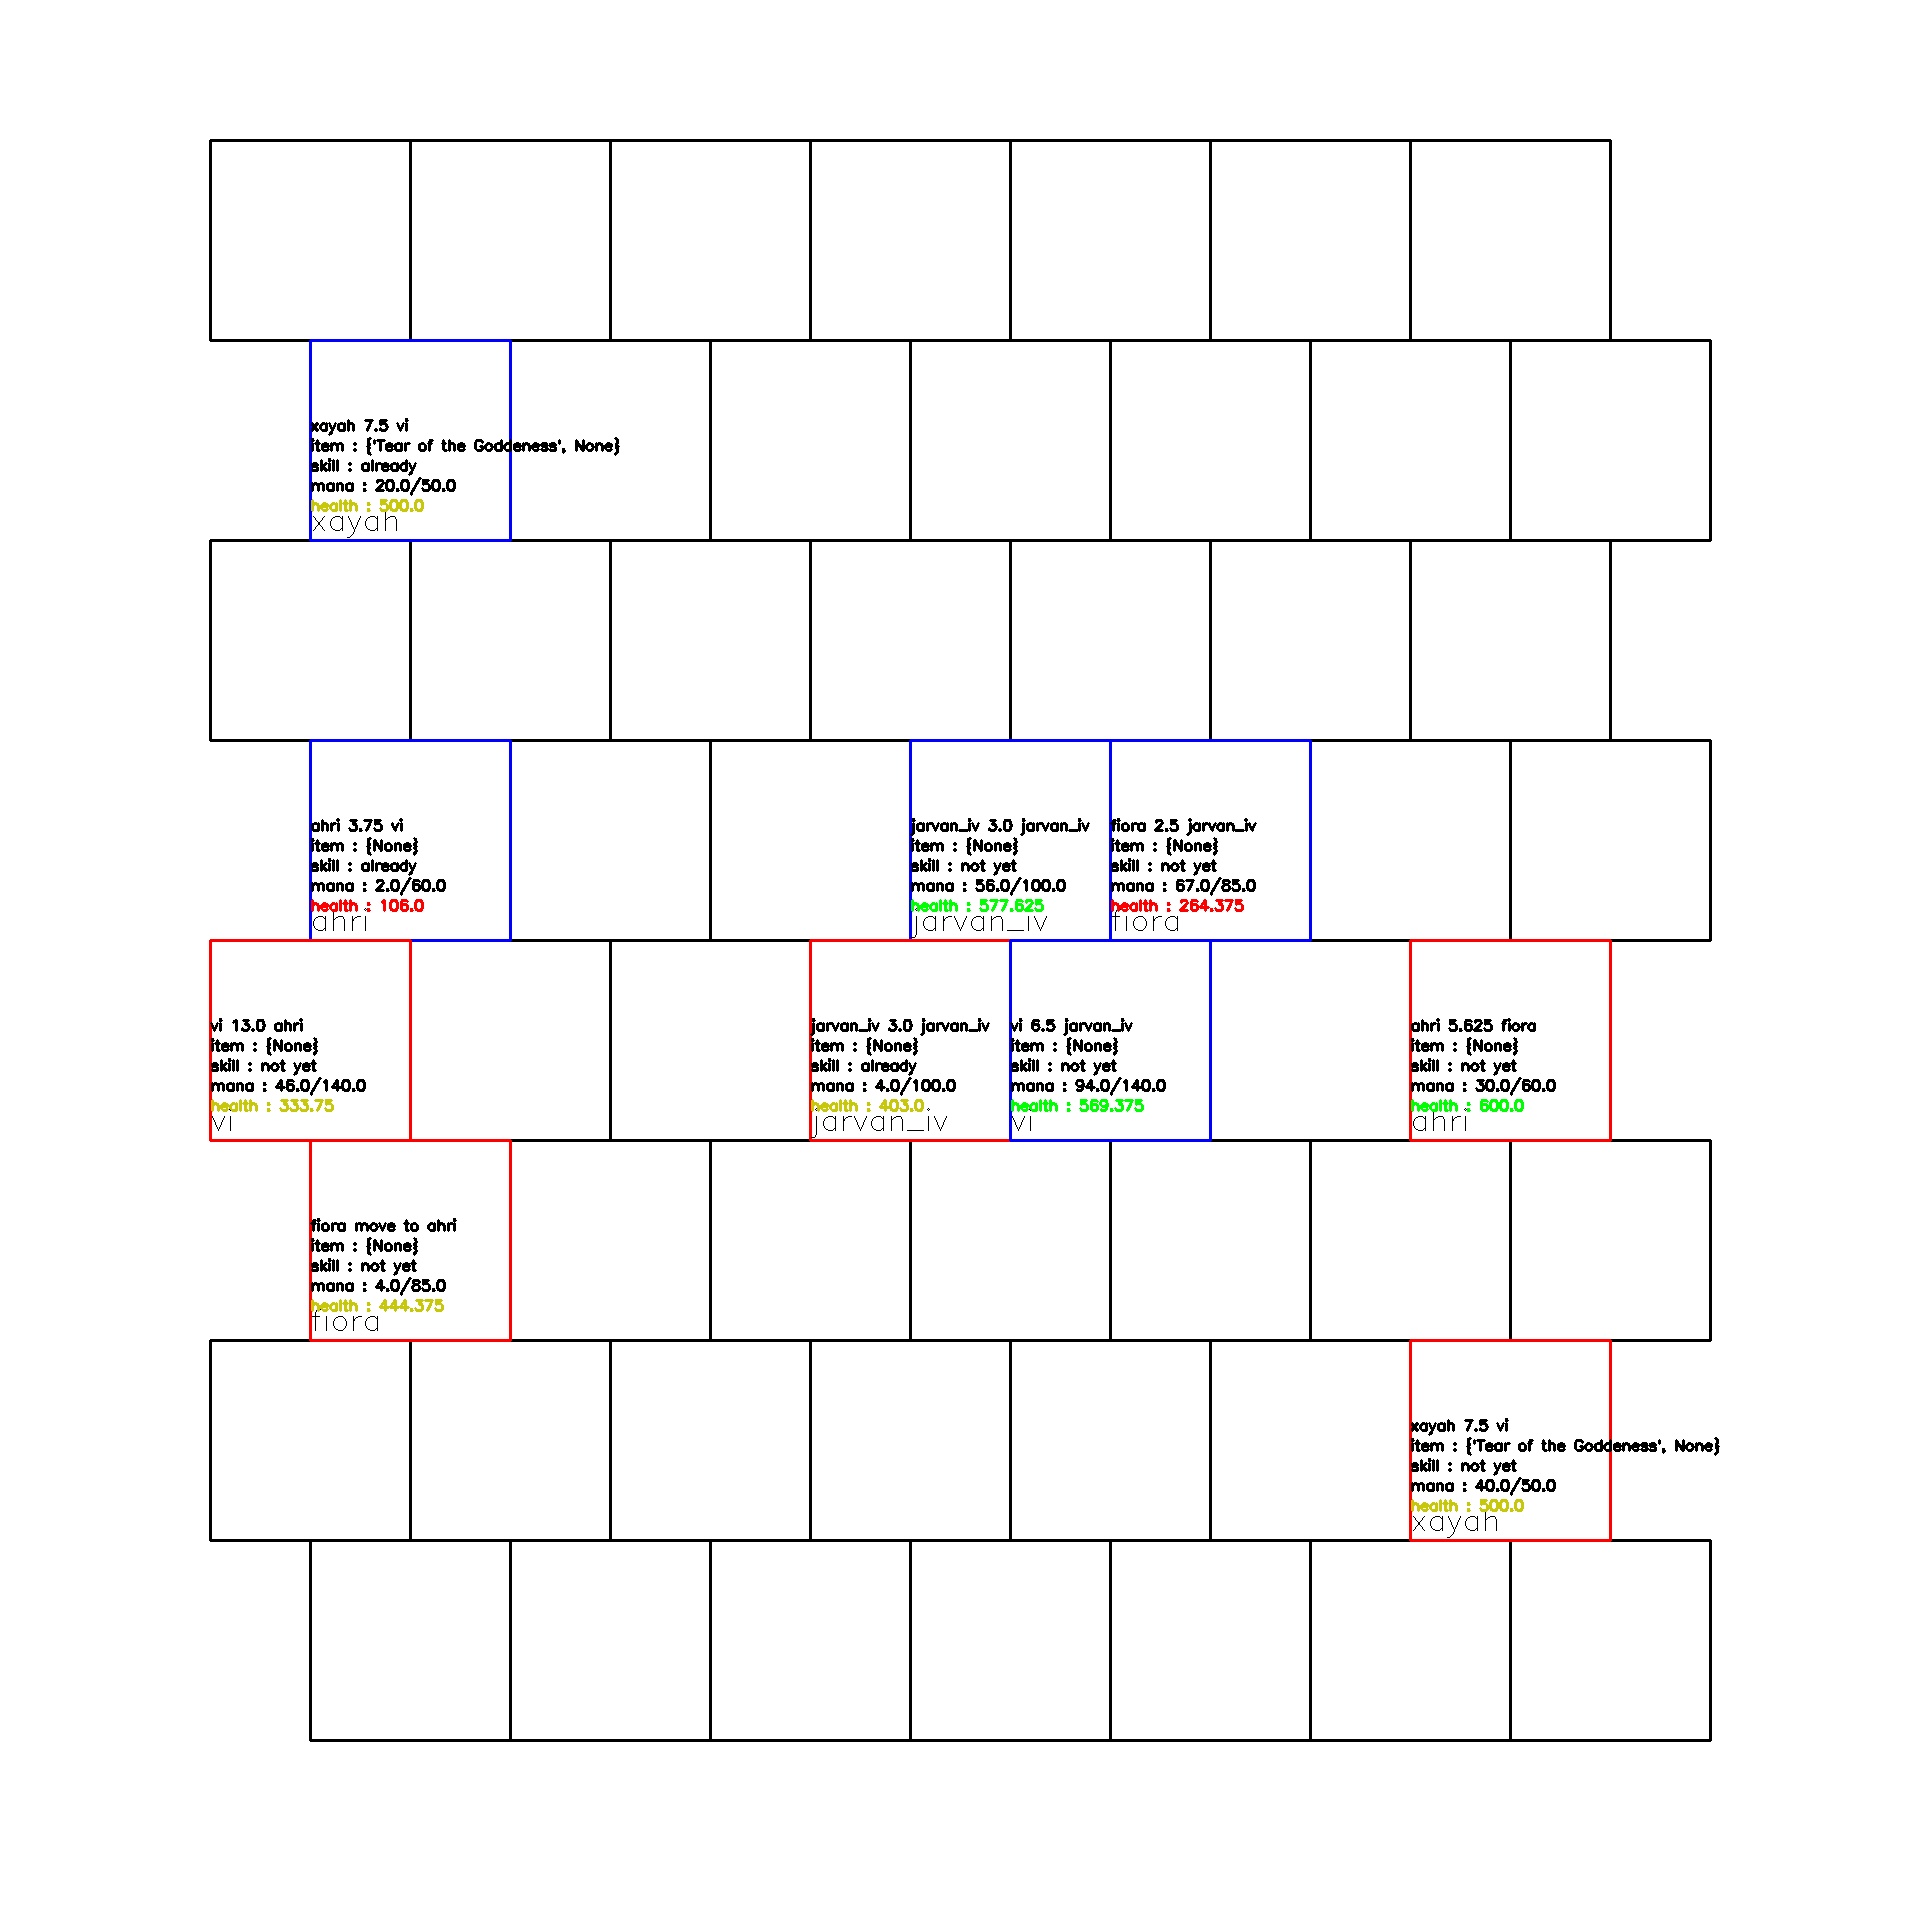 xayah 7.5 vi
item : {'Tear of the Goddeness', None}
skill : already
mana : 20.0/50.0
health : 500.0
xayah
ahri 3.75 vi
item : {None}
skill : already
mana : 2.0/60.0
health : 106.0
ahri
jarvan_iv 3.0 jarvan_iv
item : {None}
skill : not yet
mana : 56.0/100.0
health : 577.625
jarvan_iv
fiora 2.5 jarvan_iv
item : {None}
skill : not yet
mana : 67.0/85.0
health : 264.375
fiora
vi 13.0 ahri
item : {None}
skill : not yet
mana : 46.0/140.0
health : 333.75
vi
jarvan_iv 3.0 jarvan_iv
item : {None}
skill : already
mana : 4.0/100.0
health : 403.0
jarvan_iv
vi 6.5 jarvan_iv
item : {None}
skill : not yet
mana : 94.0/140.0
health : 569.375
vi
ahri 5.625 fiora
item : {None}
skill : not yet
mana : 30.0/60.0
health : 600.0
ahri
fiora move to ahri
item : {None}
skill : not yet
mana : 4.0/85.0
health : 444.375
fiora
xayah 7.5 vi
item : {'Tear of the Goddeness', None}
skill : not yet
mana : 40.0/50.0
health : 500.0
xayah